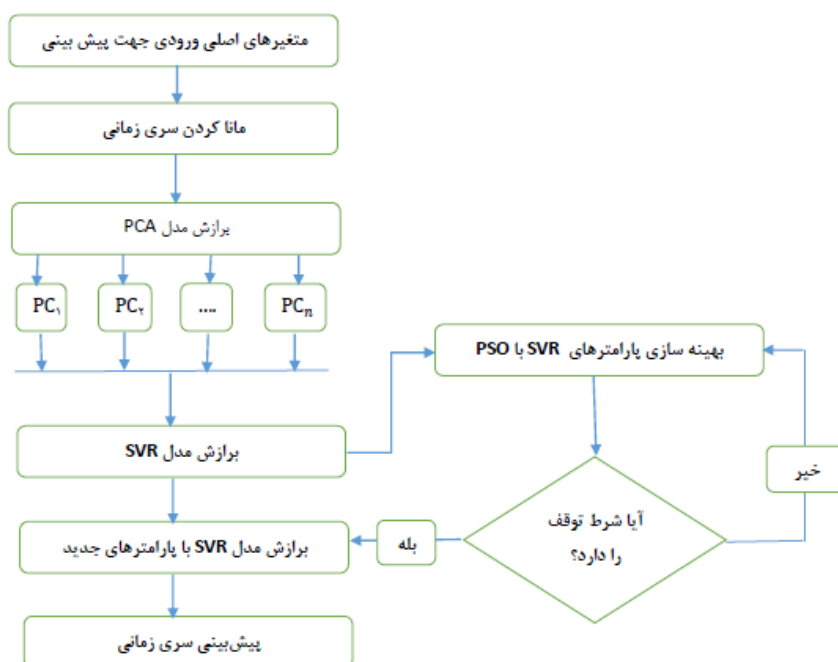 متغیرهای اصلی ورودی جهت پیش بینی
مانا کردن سری زمانی
برازش مدل PCA
PC۱
PC۲
....
PCn
بهینه سازی پارامترهای SVR با PSO
برازش مدل SVR
خیر
آیا شرط توقف
را دارد؟
بله
برازش مدل SVR با پارامترهای جدید
پیش‌بینی سری زمانی